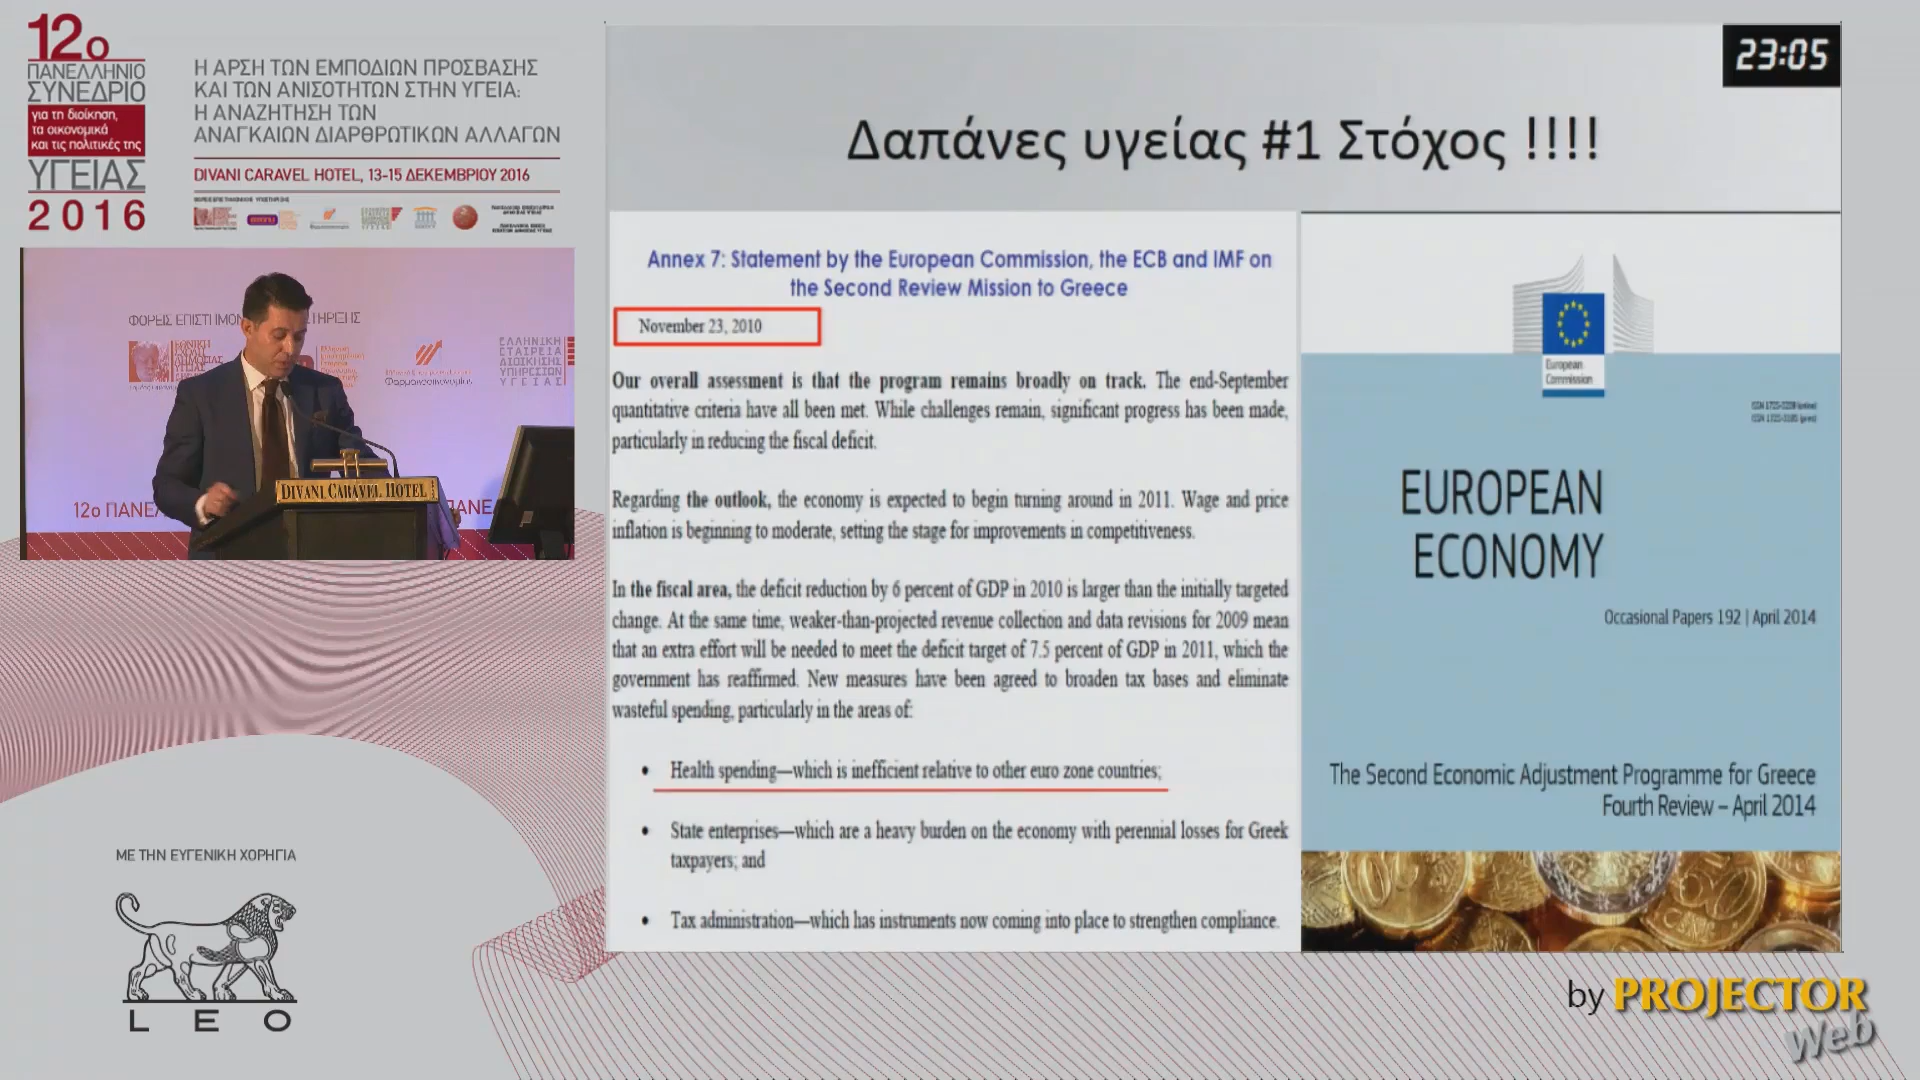 12ο
ΠΑΝΕΛΛΗΝΙΟ
ΣΥΝΕΔΡΙΟ
για τη διοίκηση,
τα οικονομικά
και τις πολιτικές της
ΥΓΕΙΑΣ
2016
Η ΑΡΣΗ ΤΩΝ ΕΜΠΟΔΙΩΝ ΠΡΟΣΒΑΣΗΣ
ΚΑΙ ΤΩΝ ΑΝΙΣΟΤΗΤΩΝ ΣΤΗΝ ΥΓΕΙΑ:
Η ΑΝΑΖΗΤΗΣΗ ΤΩΝ
ΑΝΑΓΚΑΙΩΝ ΔΙΑΡΘΡΩΤΙΚΩΝ ΑΛΛΑΓΩΝ
DIVANI CARAVEL HOTEL, 13-15 ΔΕΚΕΜΒΡΙΟΥ 2016
ΦΟΡΕΙΣ ΕΠΙΣΤΗΜΟΝ
ΤΗΡΙΞΗΣ
ΕΛΛΗΝΙΚΗ
ΕΤΑΙΡΕΙΑ
ΔΙΟΙΚΗΣΗΣ
ΥΠΗΡΕΣΙΩΝ
ΥΓΕΙΑΣ
DIVANI CARAVEL HOTEL
12ο ΠΑΝΕΛ
ΠΑΝΕ
ΜΕ ΤΗΝ ΕΥΓΕΝΙΚΗ ΧΟΡΗΓΙΑ
LEO
23:05
Δαπάνες υγείας #1 Στόχος !!!!
Annex 7: Statement by the European Commission, the ECB and IMF on
the Second Review Mission to Greece
November 23, 2010
Our overall assessment is that the program remains broadly on track. The end-September
quantitative criteria have all been met. While challenges remain, significant progress has been made,
particularly in reducing the fiscal deficit.
Regarding the outlook, the economy is expected to begin turning around in 2011. Wage and price
inflation is beginning to moderate, setting the stage for improvements in competitiveness.
In the fiscal area, the deficit reduction by 6 percent of GDP in 2010 is larger than the initially targeted
change. At the same time, weaker-than-projected revenue collection and data revisions for 2009 mean
that an extra effort will be needed to meet the deficit target of 7.5 percent of GDP in 2011, which the
government has reaffirmed. New measures have been agreed to broaden tax bases and eliminate
wasteful spending, particularly in the areas of:
• Health spending—which is inefficient relative to other euro zone countries;
• State enterprises—which are a heavy burden on the economy with perennial losses for Greek
taxpayers; and
• Tax administration—which has instruments now coming into place to strengthen compliance.
European
Commission
EUROPEAN
ECONOMY
Occasional Papers 192 | April 2014
The Second Economic Adjustment Programme for Greece
Fourth Review – April 2014
by PROJECTOR
Web